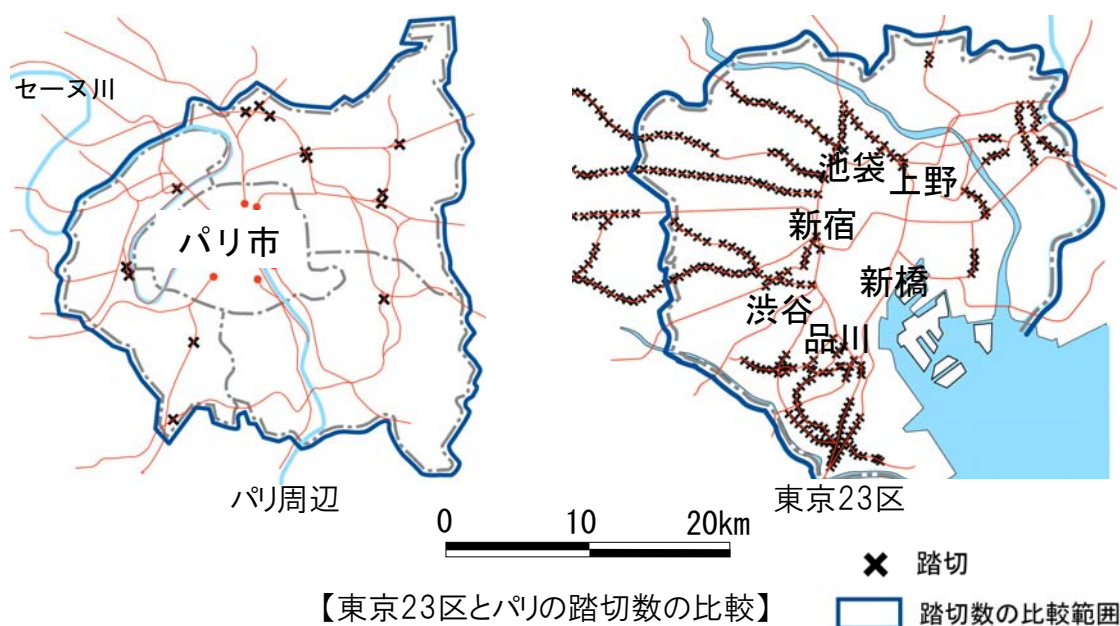 セーヌ川
パリ市
パリ周辺
池袋
上野
新宿
新橋
渋谷
品川
東京23区
0 10 20km
踏切
踏切数の比較範囲
【東京23区とパリの踏切数の比較】